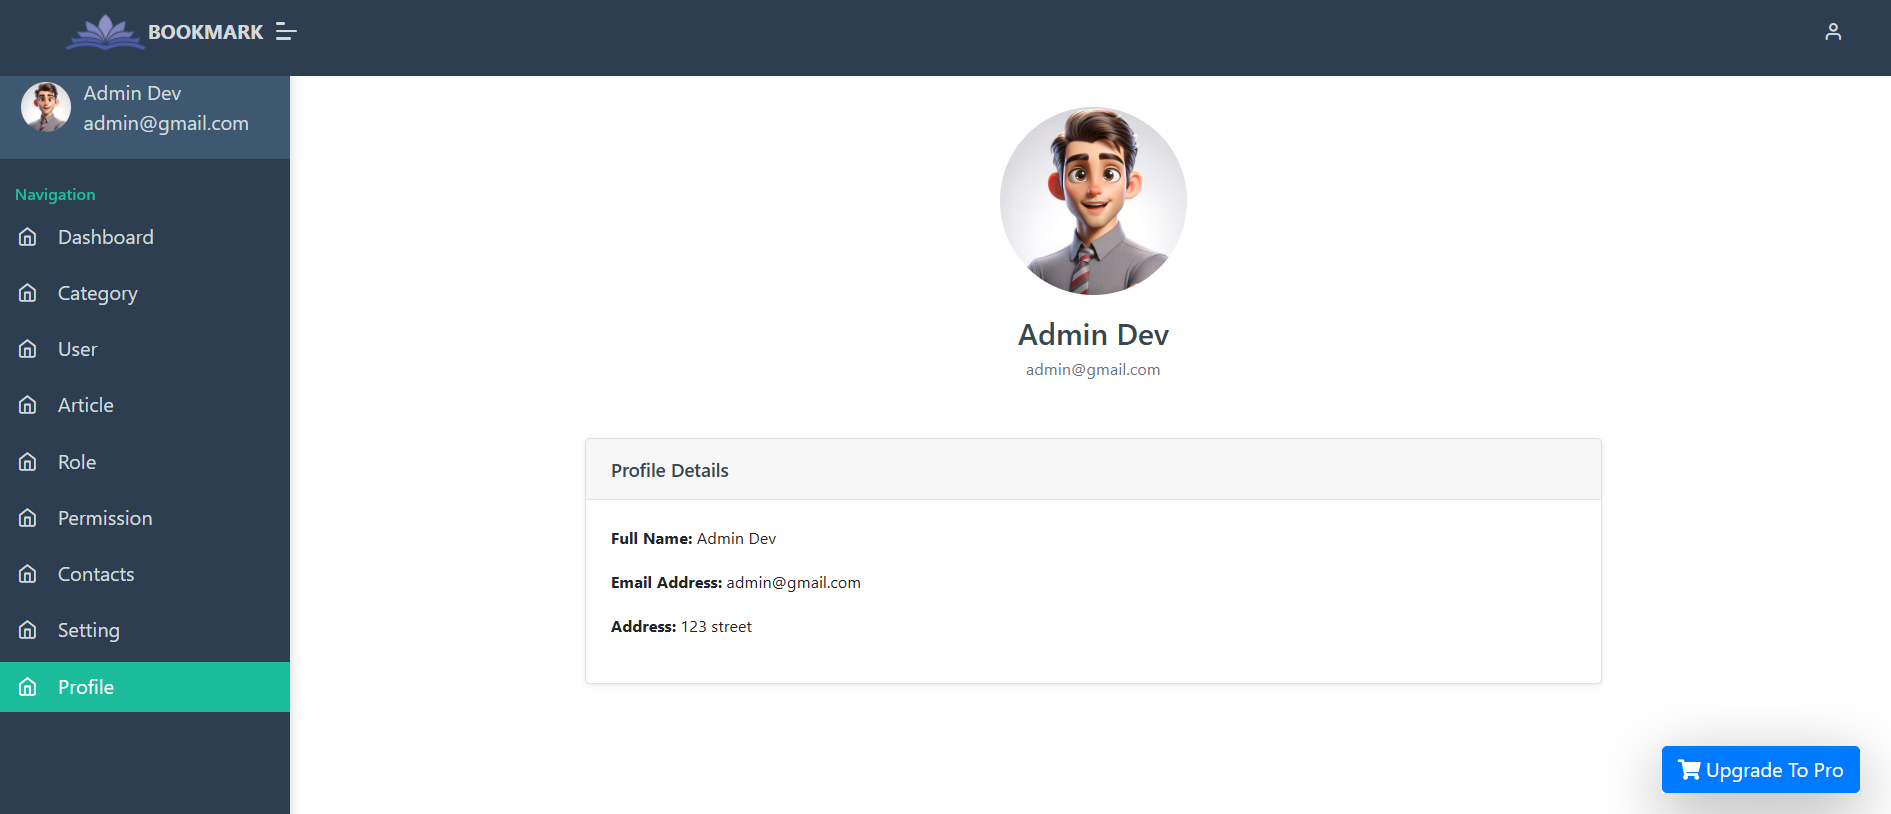 BOOKMARK
Admin Dev
admin@gmail.com
Navigation
Dashboard
Category
User
Article
Role
Permission
Contacts
Setting
Profile
Admin Dev
admin@gmail.com
Profile Details
Full Name: Admin Dev
Email Address: admin@gmail.com
Address: 123 street
Upgrade To Pro